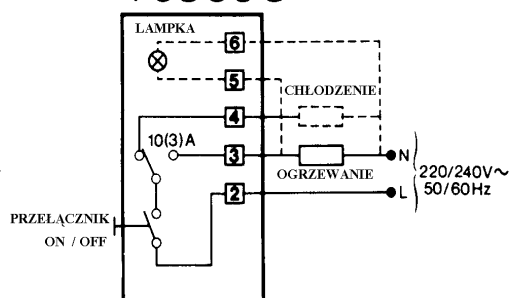 LAMPKA
6
5
CHŁODZENIE
4
10(3)A
3
N
OGRZEWANIE
220/240V~
50/60Hz
2
L
PRZEŁĄCZNIK
ON / OFF